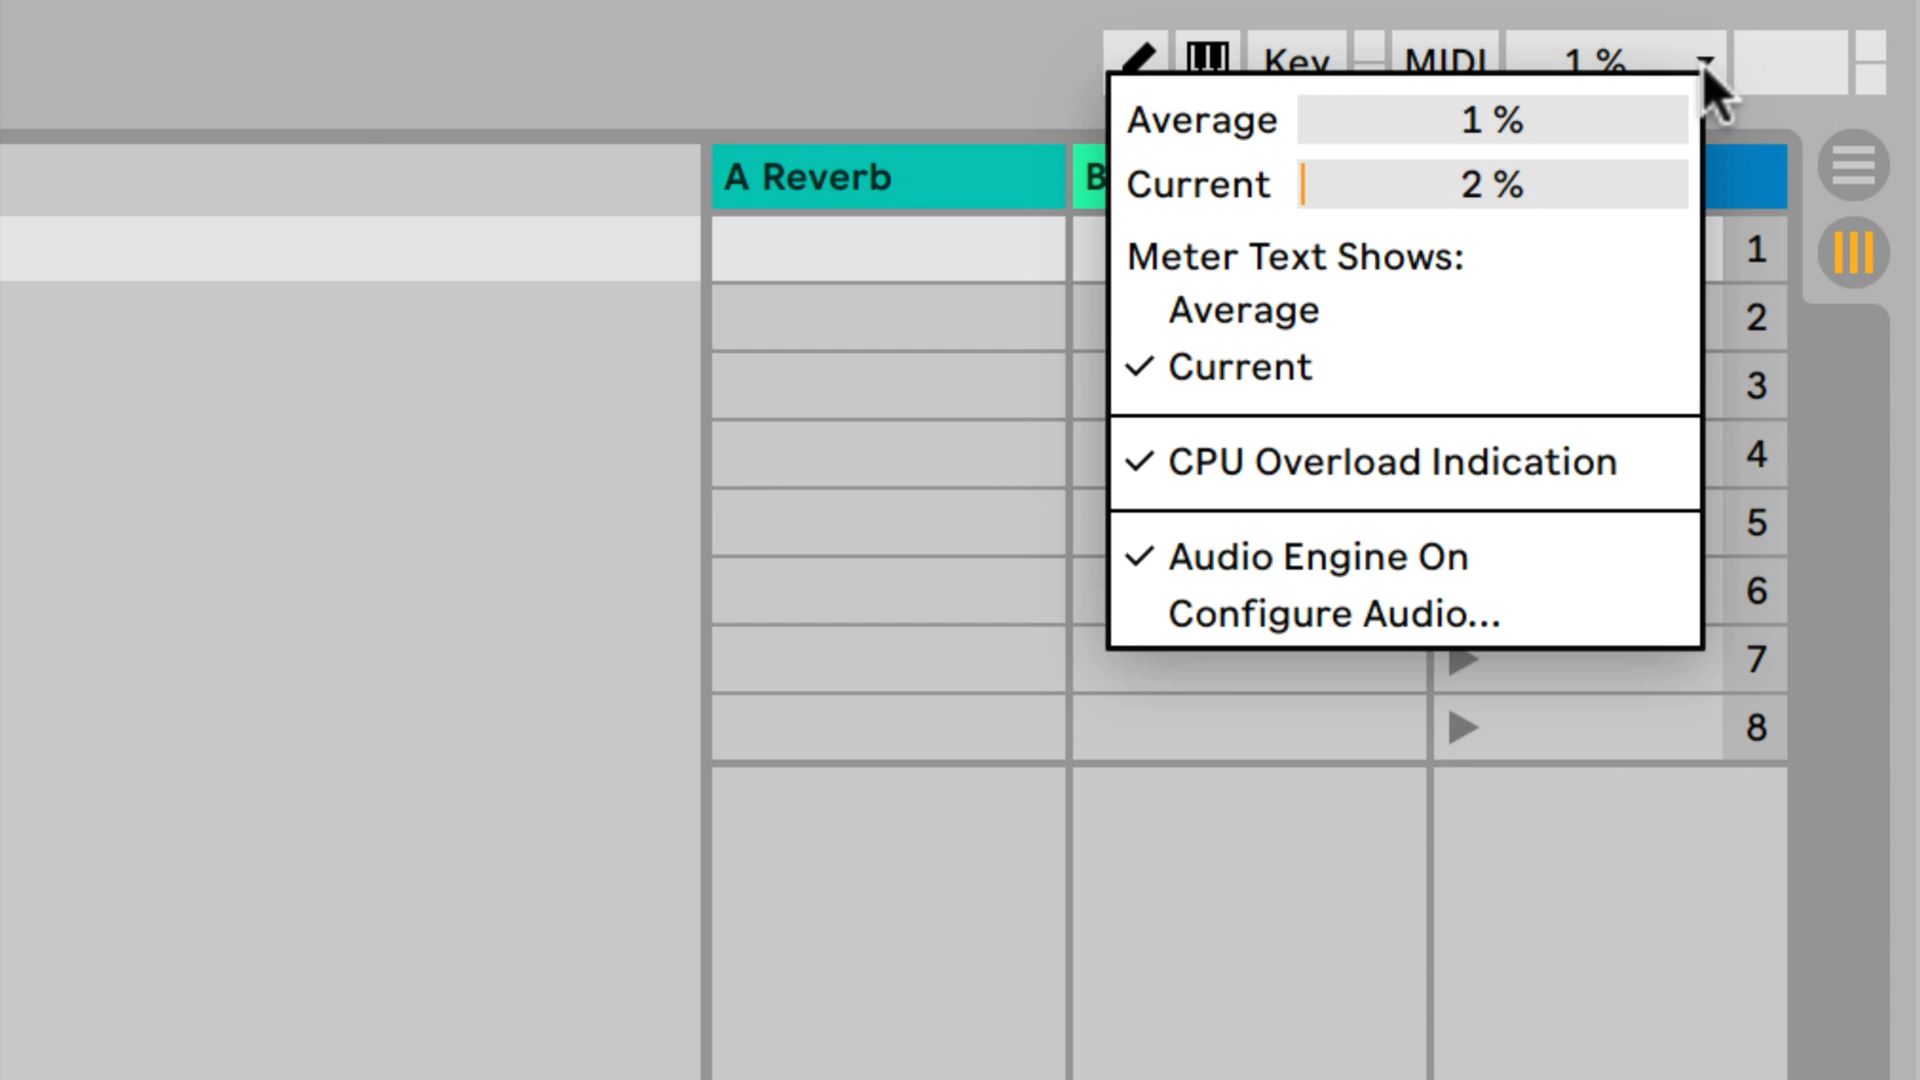 Key MIDI 1 %
Average 1 %
Current 2 %
A Reverb B
Meter Text Shows:
Average
✓ Current
✓ CPU Overload Indication
✓ Audio Engine On
Configure Audio...
1
2
3
4
5
6
7
8